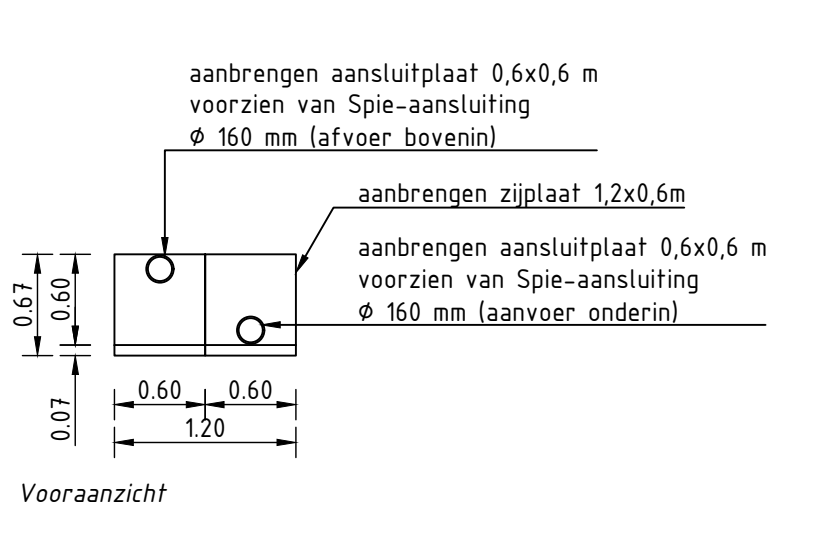 aanbrengen aansluitplaat 0,6x0,6 m
voorzien van Spie-aansluiting
Ø 160 mm (afvoer bovenin)
aanbrengen zijplaat 1,2x0,6m
aanbrengen aansluitplaat 0,6x0,6 m
voorzien van Spie-aansluiting
Ø 160 mm (aanvoer onderin)
0.67
0.60
0.07
0.60
0.60
1.20
Vooraanzicht